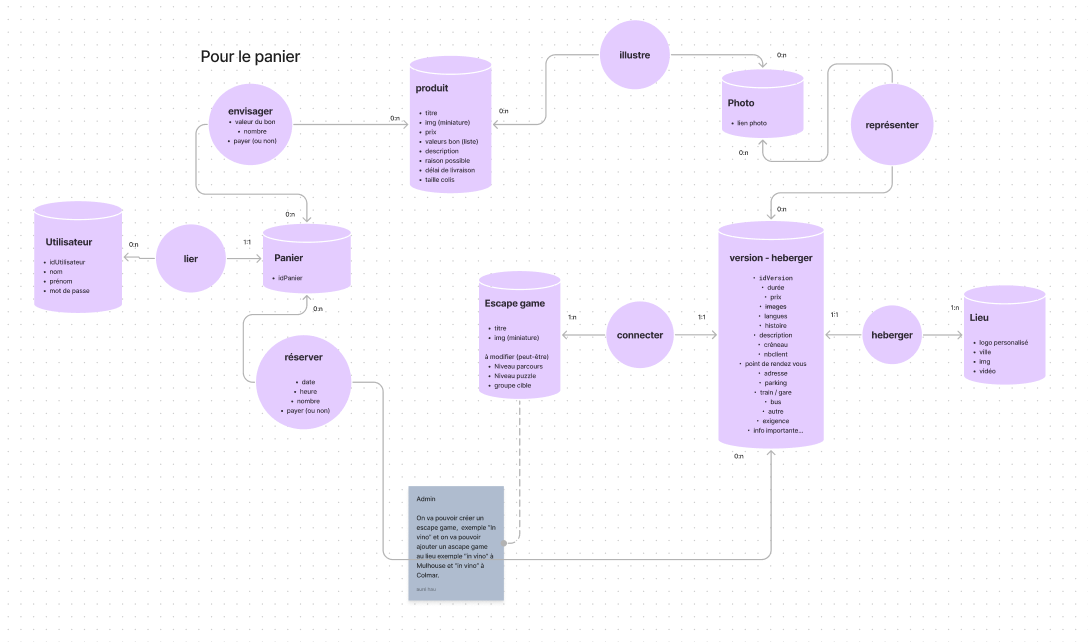 Pour le panier
illustre
0:n
produit
titre
img (miniature)
prix
valeurs bon (liste)
description
raison possible
délai de livraison
taille colis
0:n
0:n
envisager
valeur du bon
nombre
payer (ou non)
Photo
lien photo
représenter
0:n
0:n
0:n
Utilisateur
idUtilisateur
nom
prénom
mot de passe
0:n
lier
1:1
Panier
idPanier
0:n
version - heberger
idVersion
durée
prix
images
langues
histoire
description
créneau
nbclient
point de rendez vous
adresse
parking
train / gare
bus
autre
exigence
info importante...
0:n
Escape game
titre
img (miniature)
à modifier (peut-être)
Niveau parcours
Niveau puzzle
groupe cible
1:n
connecter
1:1
1:1
heberger
1:n
Lieu
logo personalisé
ville
img
vidéo
réserver
date
heure
nombre
payer (ou non)
Admin
On va pouvoir créer un
escape game, exemple "in
vino" et on va pouvoir
ajouter un ascape game
au lieu exemple "in vino" à
Mulhouse et "in vino" à
Colmar.